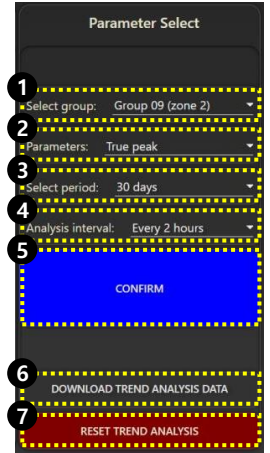 Parameter Select
1
Select group: Group 09 (zone 2)
2
Parameters: True peak
3
Select period: 30 days
4
Analysis interval: Every 2 hours
5
CONFIRM
6
DOWNLOAD TREND ANALYSIS DATA
7
RESET TREND ANALYSIS